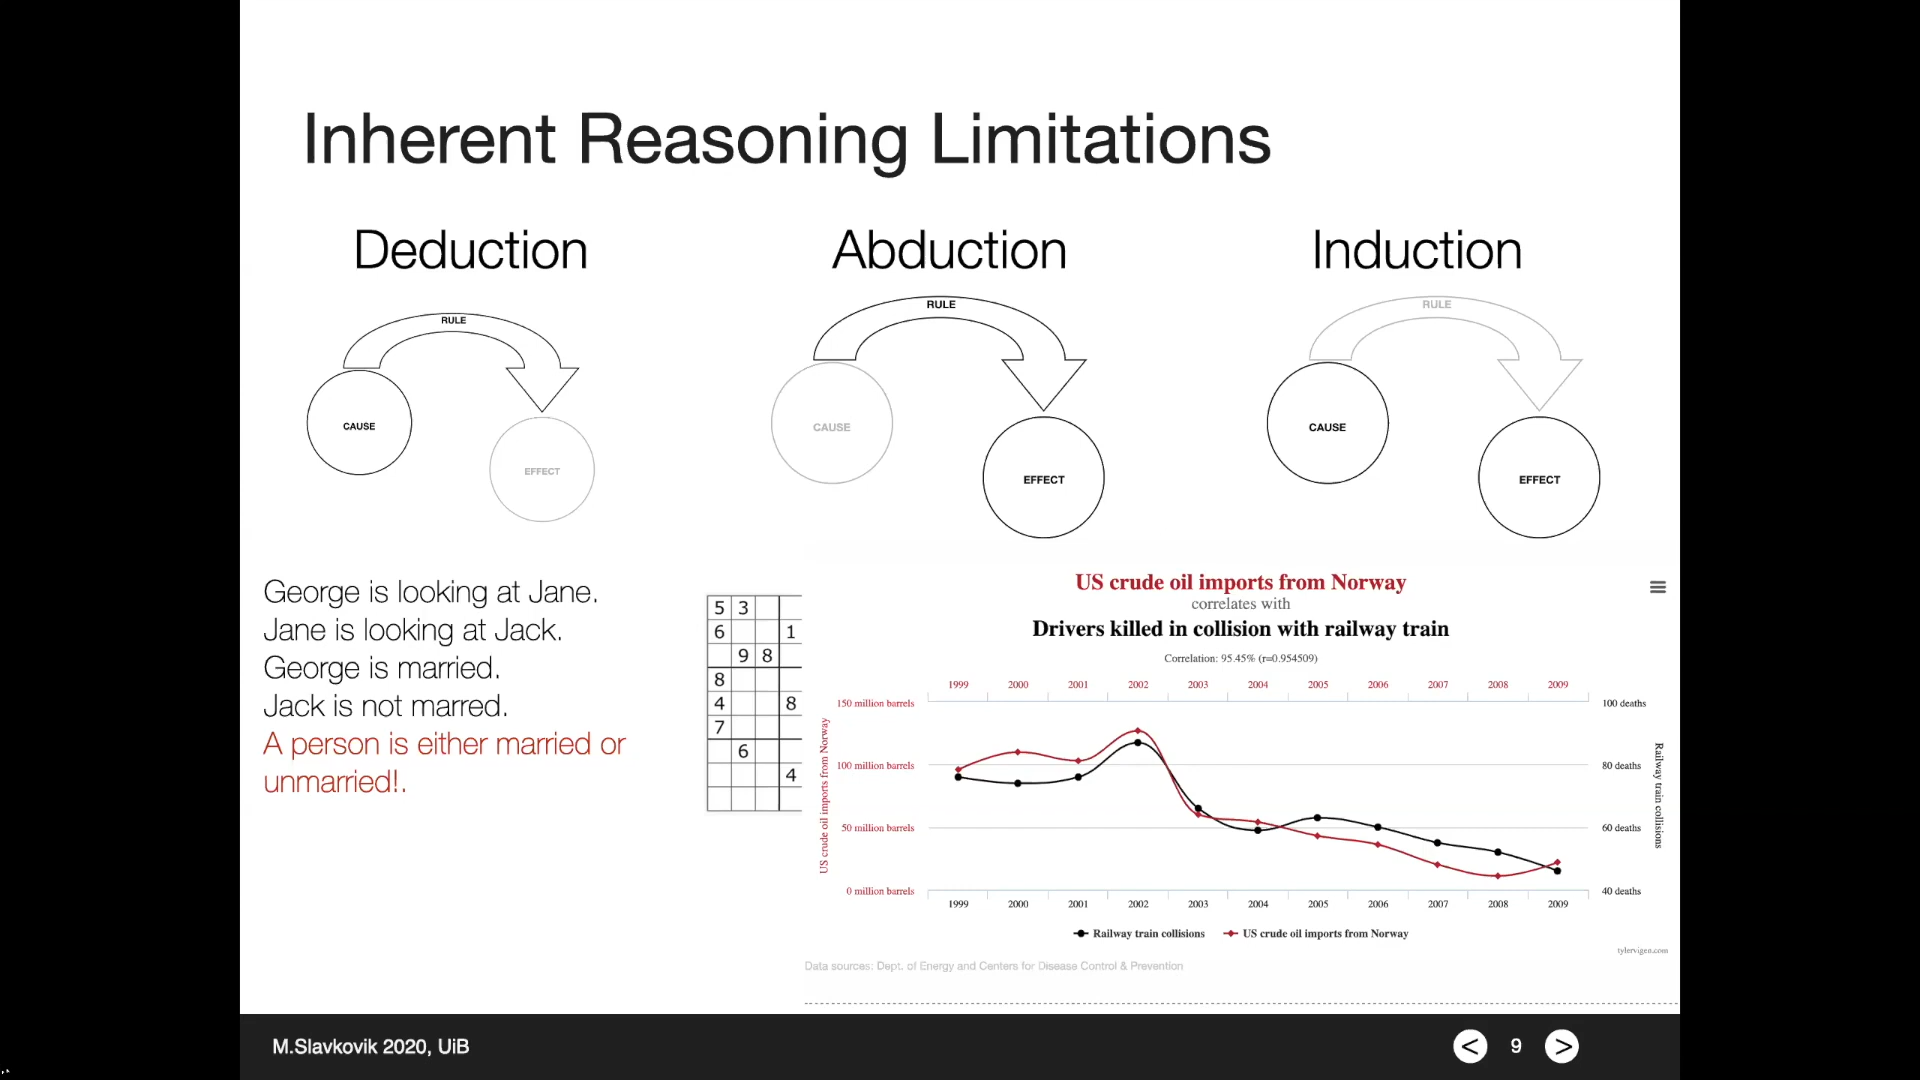 Inherent Reasoning Limitations
Deduction
Abduction
Induction
RULE
CAUSE
EFFECT
RULE
CAUSE
EFFECT
RULE
CAUSE
EFFECT
George is looking at Jane.
Jane is looking at Jack.
George is married.
Jack is not marred.
A person is either married or
unmarried!.
5 3
6 1
9 8
8
4 8
7
6
4
US crude oil imports from Norway
correlates with
Drivers killed in collision with railway train
Correlation: 95.45% (r=0.954509)
1999 2000 2001 2002 2003 2004 2005 2006 2007 2008 2009
150 million barrels
100 million barrels
50 million barrels
0 million barrels
US crude oil imports from Norway
100 deaths
80 deaths
60 deaths
40 deaths
Railway train collisions
1999 2000 2001 2002 2003 2004 2005 2006 2007 2008 2009
Railway train collisions US crude oil imports from Norway
tylervigen.com
Data sources: Dept. of Energy and Centers for Disease Control & Prevention
M.Slavkovik 2020, UiB
< 9 >